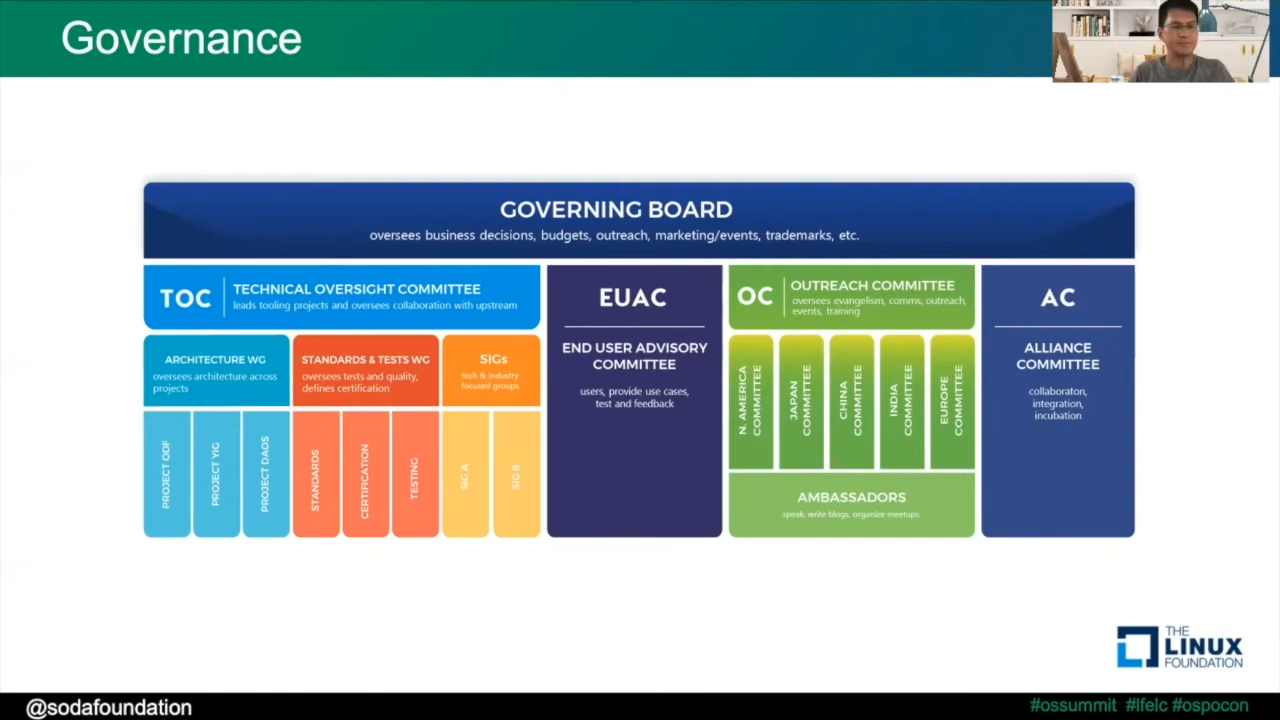 Governance
GOVERNING BOARD
oversees business decisions, budgets, outreach, marketing/events, trademarks, etc.
TOC
TECHNICAL OVERSIGHT COMMITTEE
leads tooling projects and oversees collaboration with upstream
ARCHITECTURE WG
oversees architecture across
projects
PROJECT ODF
PROJECT YIG
PROJECT DAOS
STANDARDS & TESTS WG
oversees tests and quality,
defines certification
STANDARDS
CERTIFICATION
TESTING
SIGs
tech & industry
focused groups
SIG A
SIG B
EUAC
END USER ADVISORY
COMMITTEE
users, provide use cases,
test and feedback
OC
OUTREACH COMMITTEE
oversees evangelism, comms, outreach,
events, training
N. AMERICA
COMMITTEE
JAPAN
COMMITTEE
CHINA
COMMITTEE
INDIA
COMMITTEE
EUROPE
COMMITTEE
AMBASSADORS
speak, write blogs, organize meetups
AC
ALLIANCE
COMMITTEE
collaboraton,
integration,
incubation
THE
LINUX
FOUNDATION
@sodafoundation
#ossummit #lfelc #ospocon